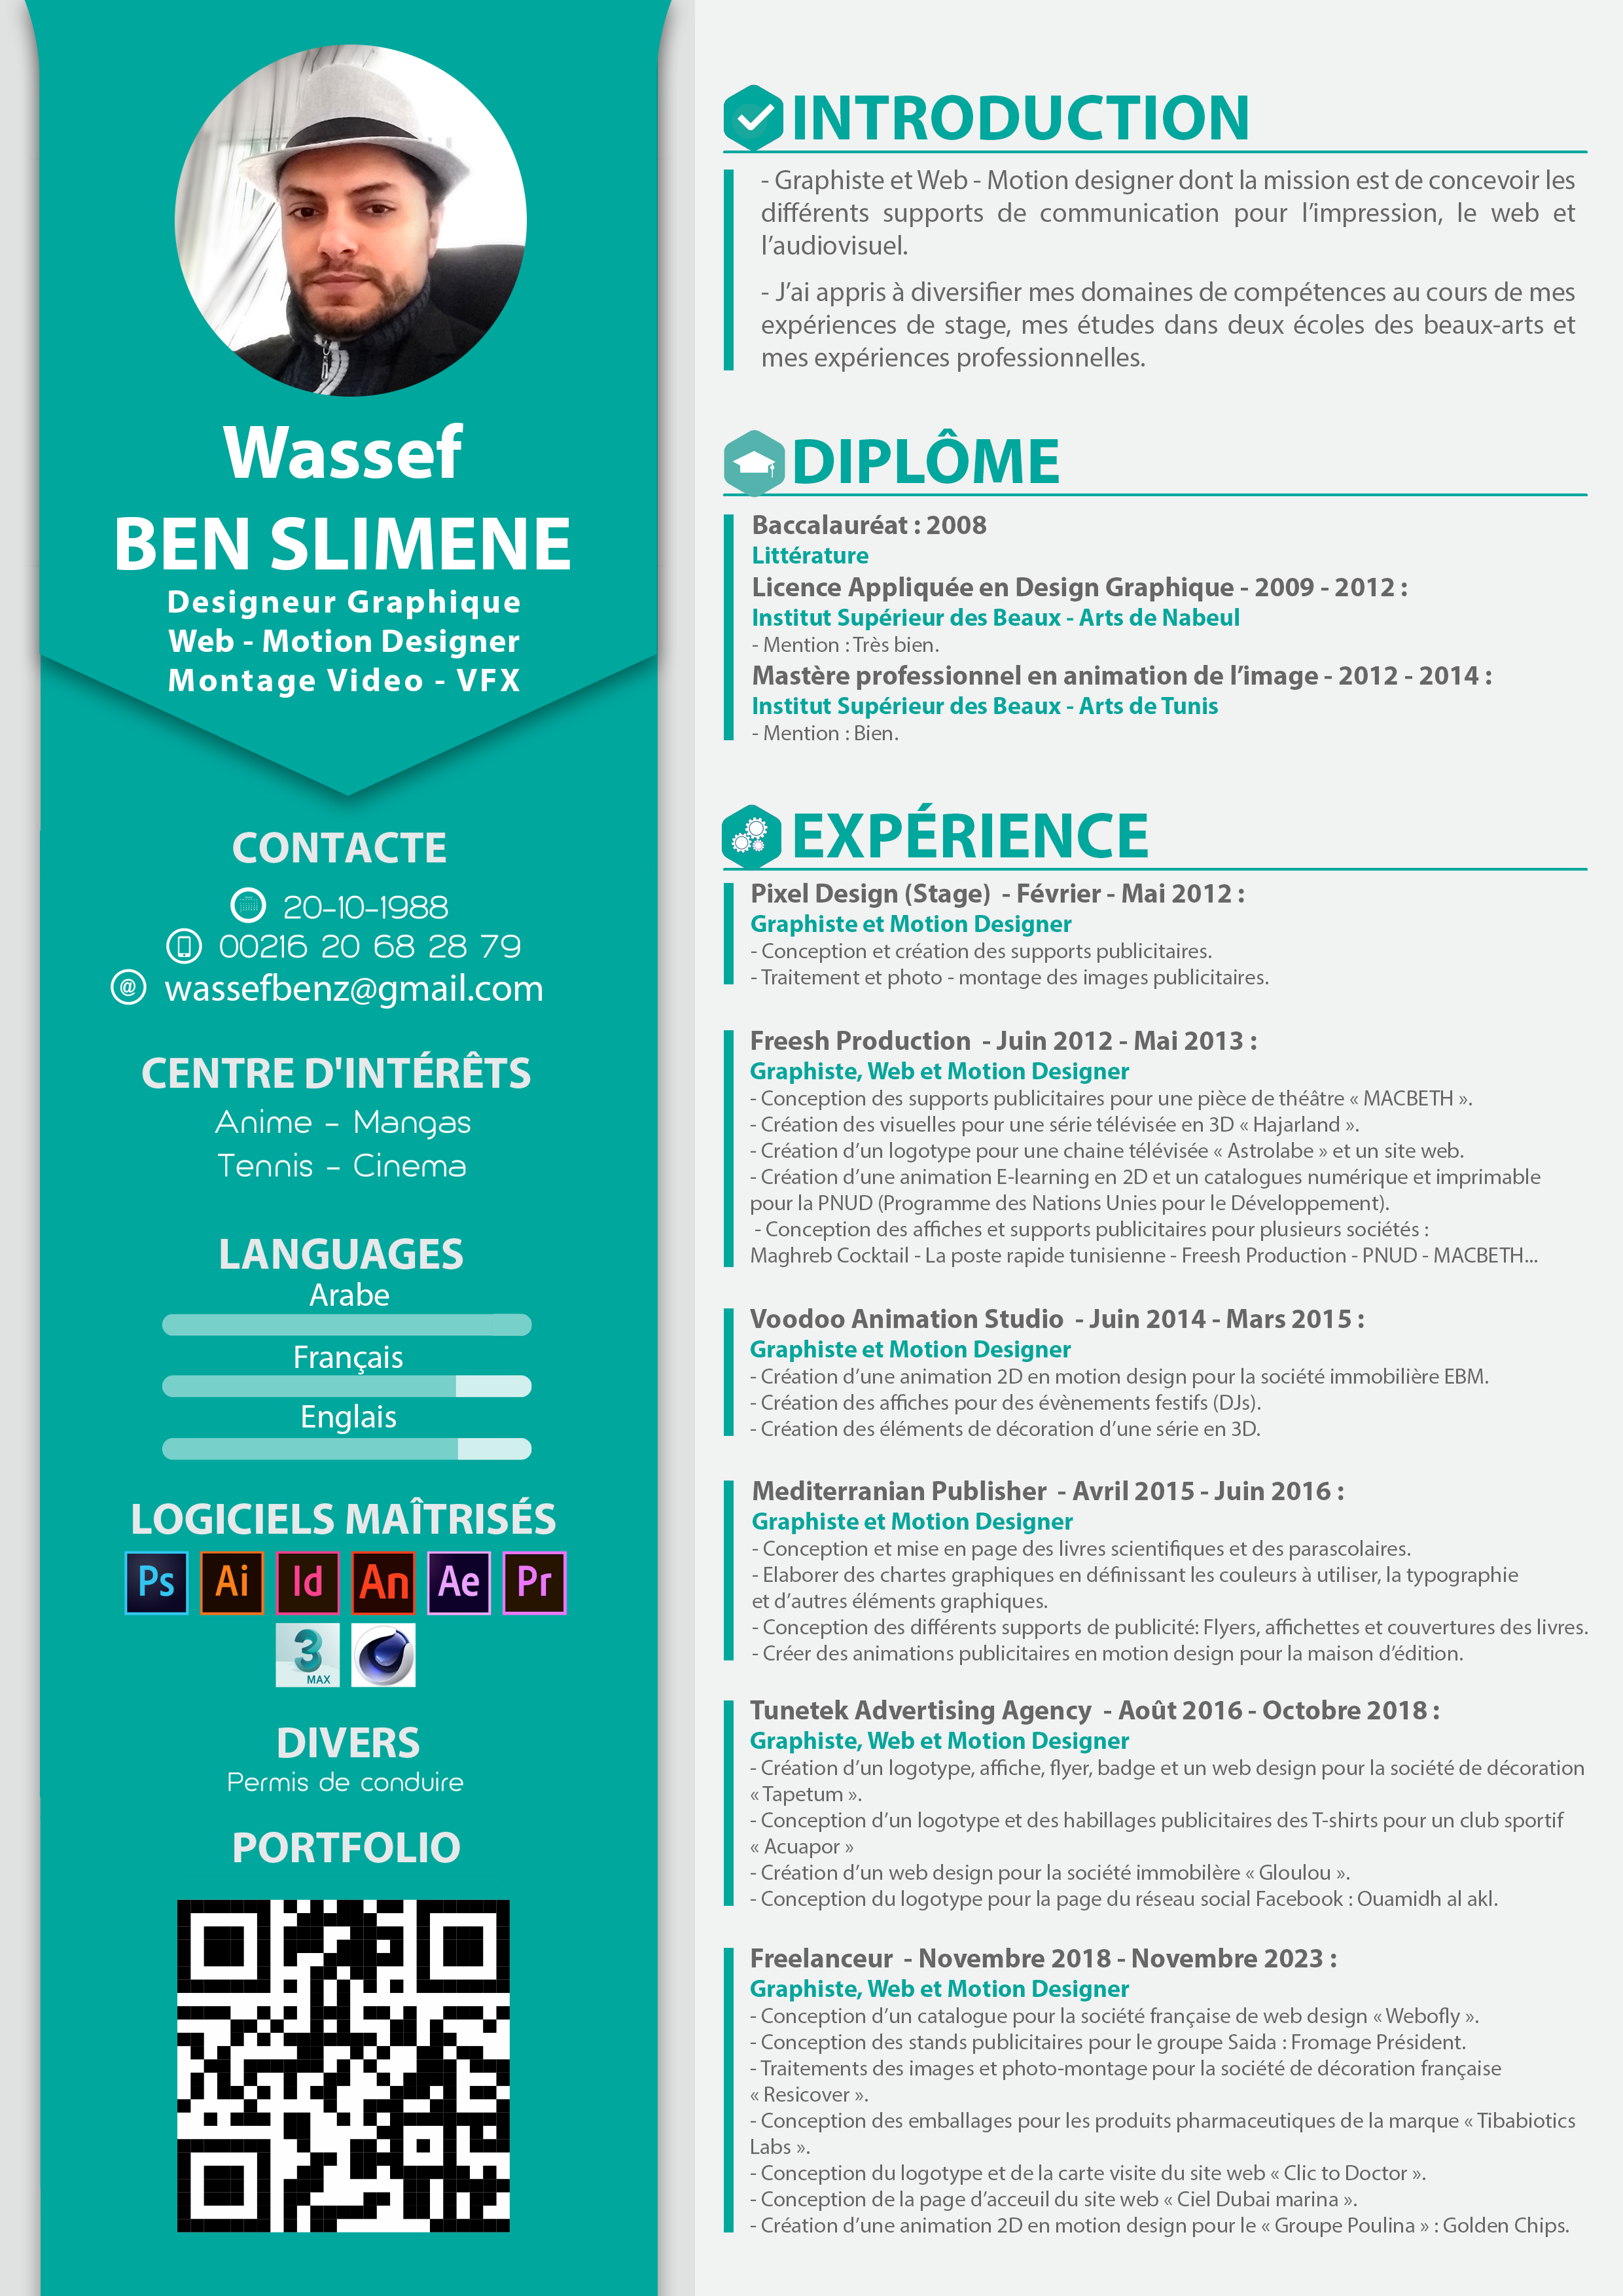 Wassef
BEN SLIMENE
Designeur Graphique
Web - Motion Designer
Montage Video - VFX
CONTACTE
20-10-1988
00216 20 68 28 79
@ wassefbenz@gmail.com
CENTRE D'INTÉRÊTS
Anime - Mangas
Tennis - Cinema
LANGUAGES
Arabe
Français
Englais
LOGICIELS MAÎTRISÉS
Ps Ai Id An Ae Pr
3 MAX
DIVERS
Permis de conduire
PORTFOLIO
INTRODUCTION
- Graphiste et Web - Motion designer dont la mission est de concevoir les
différents supports de communication pour l’impression, le web et
l’audiovisuel.
- J’ai appris à diversifier mes domaines de compétences au cours de mes
expériences de stage, mes études dans deux écoles des beaux-arts et
mes expériences professionnelles.
DIPLÔME
Baccalauréat : 2008
Littérature
Licence Appliquée en Design Graphique - 2009 - 2012 :
Institut Supérieur des Beaux - Arts de Nabeul
- Mention : Très bien.
Mastère professionnel en animation de l’image - 2012 - 2014 :
Institut Supérieur des Beaux - Arts de Tunis
- Mention : Bien.
EXPÉRIENCE
Pixel Design (Stage) - Février - Mai 2012 :
Graphiste et Motion Designer
- Conception et création des supports publicitaires.
- Traitement et photo - montage des images publicitaires.
Freesh Production - Juin 2012 - Mai 2013 :
Graphiste, Web et Motion Designer
- Conception des supports publicitaires pour une pièce de théâtre « MACBETH ».
- Création des visuelles pour une série télévisée en 3D « Hajarland ».
- Création d’un logotype pour une chaine télévisée « Astrolabe » et un site web.
- Création d’une animation E-learning en 2D et un catalogues numérique et imprimable
pour la PNUD (Programme des Nations Unies pour le Développement).
- Conception des affiches et supports publicitaires pour plusieurs sociétés :
Maghreb Cocktail - La poste rapide tunisienne - Freesh Production - PNUD - MACBETH...
Voodoo Animation Studio - Juin 2014 - Mars 2015 :
Graphiste et Motion Designer
- Création d’une animation 2D en motion design pour la société immobilière EBM.
- Création des affiches pour des évènements festifs (DJs).
- Création des éléments de décoration d’une série en 3D.
Mediterranian Publisher - Avril 2015 - Juin 2016 :
Graphiste et Motion Designer
- Conception et mise en page des livres scientifiques et des parascolaires.
- Elaborer des chartes graphiques en définissant les couleurs à utiliser, la typographie
et d’autres éléments graphiques.
- Conception des différents supports de publicité: Flyers, affichettes et couvertures des livres.
- Créer des animations publicitaires en motion design pour la maison d’édition.
Tunetek Advertising Agency - Août 2016 - Octobre 2018 :
Graphiste, Web et Motion Designer
- Création d’un logotype, affiche, flyer, badge et un web design pour la société de décoration
« Tapetum ».
- Conception d’un logotype et des habillages publicitaires des T-shirts pour un club sportif
« Acuapor »
- Création d’un web design pour la société immobilère « Gloulou ».
- Conception du logotype pour la page du réseau social Facebook : Ouamidh al akl.
Freelanceur - Novembre 2018 - Novembre 2023 :
Graphiste, Web et Motion Designer
- Conception d’un catalogue pour la société française de web design « Webofly ».
- Conception des stands publicitaires pour le groupe Saida : Fromage Président.
- Traitements des images et photo-montage pour la société de décoration française
« Resicover ».
- Conception des emballages pour les produits pharmaceutiques de la marque « Tibabiotics
Labs ».
- Conception du logotype et de la carte visite du site web « Clic to Doctor ».
- Conception de la page d’acceuil du site web « Ciel Dubai marina ».
- Création d’une animation 2D en motion design pour le « Groupe Poulina » : Golden Chips.